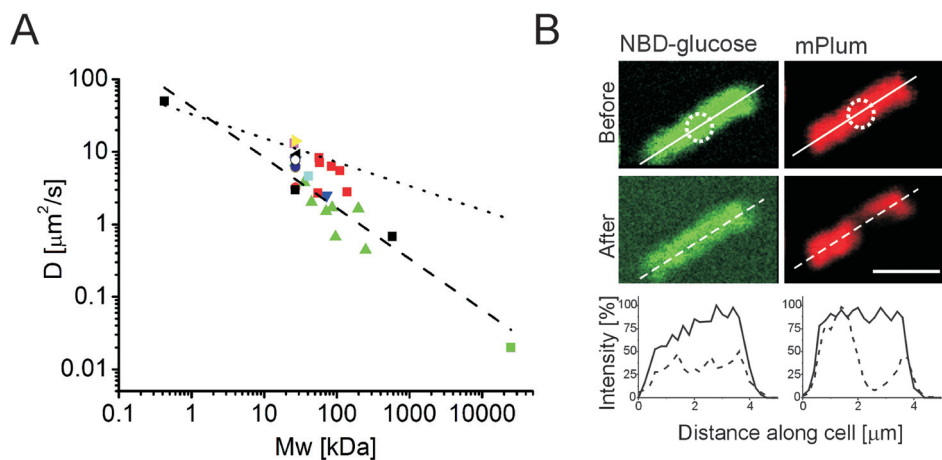 A
D [μm²/s]
100
10
1
0.1
0.01
0.1
1
10
100
1000
10000
Mw [kDa]
B
NBD-glucose
mPlum
Before
After
Intensity [%]
100
75
50
25
0
0
2
4
100
75
50
25
0
0
2
4
Distance along cell [μm]